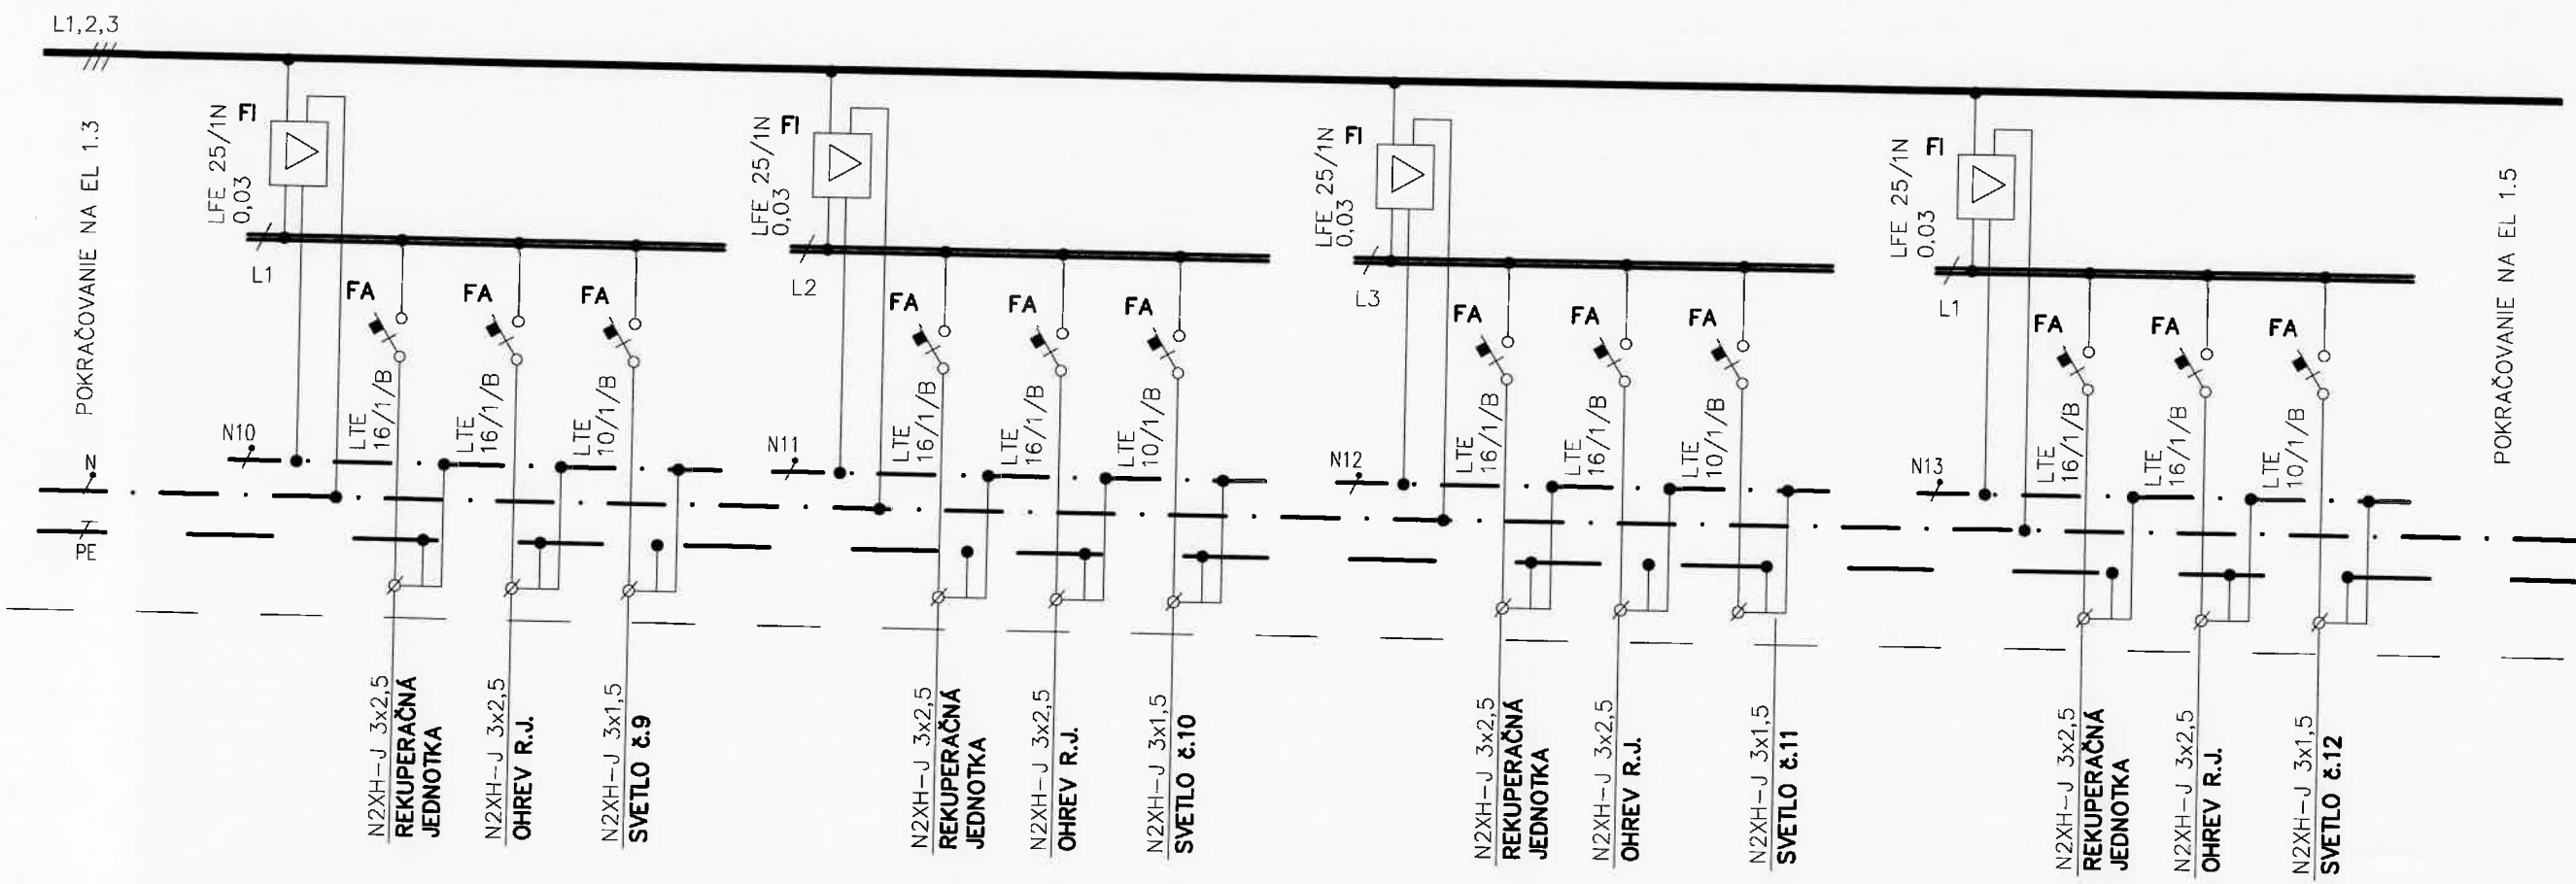 L1,2,3
POKRAČOVANIE NA EL 1.3
LFE 25/1N
0,03
FI
L1
FA
FA
FA
LTE
16/1/B
LTE
16/1/B
LTE
10/1/B
N10
N
PE
N2XH-J 3x2,5
REKUPERAČNÁ
JEDNOTKA
N2XH-J 3x2,5
OHREV R.J.
N2XH-J 3x1,5
SVETLO č.9
LFE 25/1N
0,03
FI
L2
FA
FA
FA
LTE
16/1/B
LTE
16/1/B
LTE
10/1/B
N11
N2XH-J 3x2,5
REKUPERAČNÁ
JEDNOTKA
N2XH-J 3x2,5
OHREV R.J.
N2XH-J 3x1,5
SVETLO č.10
LFE 25/1N
0,03
FI
L3
FA
FA
FA
LTE
16/1/B
LTE
16/1/B
LTE
10/1/B
N12
N2XH-J 3x2,5
REKUPERAČNÁ
JEDNOTKA
N2XH-J 3x2,5
OHREV R.J.
N2XH-J 3x1,5
SVETLO č.11
LFE 25/1N
0,03
FI
L1
FA
FA
FA
LTE
16/1/B
LTE
16/1/B
LTE
10/1/B
N13
N2XH-J 3x2,5
REKUPERAČNÁ
JEDNOTKA
N2XH-J 3x2,5
OHREV R.J.
N2XH-J 3x1,5
SVETLO č.12
POKRAČOVANIE NA EL 1.5